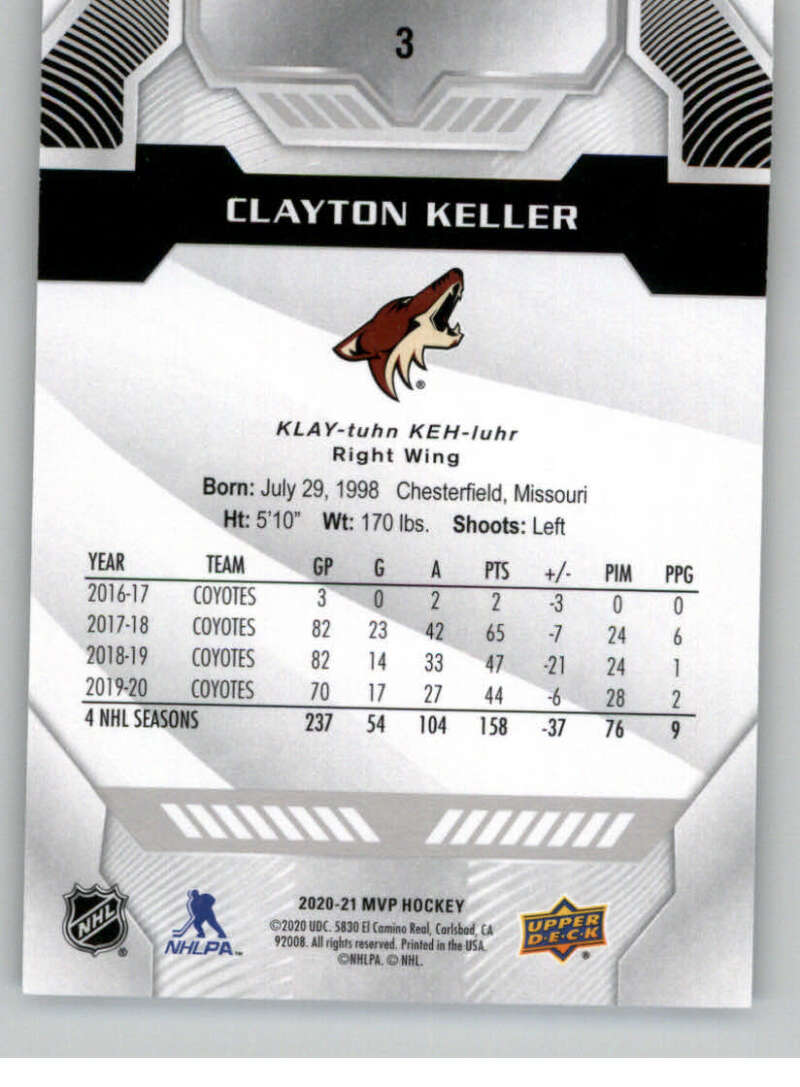 3
CLAYTON KELLER
®
KLAY-tuhn KEH-luhr
Right Wing
Born: July 29, 1998 Chesterfield, Missouri
Ht: 5'10" Wt: 170 lbs. Shoots: Left
YEAR TEAM GP G A PTS +/- PIM PPG
2016-17 COYOTES 3 0 2 2 -3 0 0
2017-18 COYOTES 82 23 42 65 -7 24 6
2018-19 COYOTES 82 14 33 47 -21 24 1
2019-20 COYOTES 70 17 27 44 -6 28 2
4 NHL SEASONS 237 54 104 158 -37 76 9
NHL ®
NHLPA™
2020-21 MVP HOCKEY
©2020 UDC. 5830 El Camino Real, Carlsbad, CA
92008. All rights reserved. Printed in the USA.
©NHLPA. © NHL.
UPPER
D•E•C•K ®